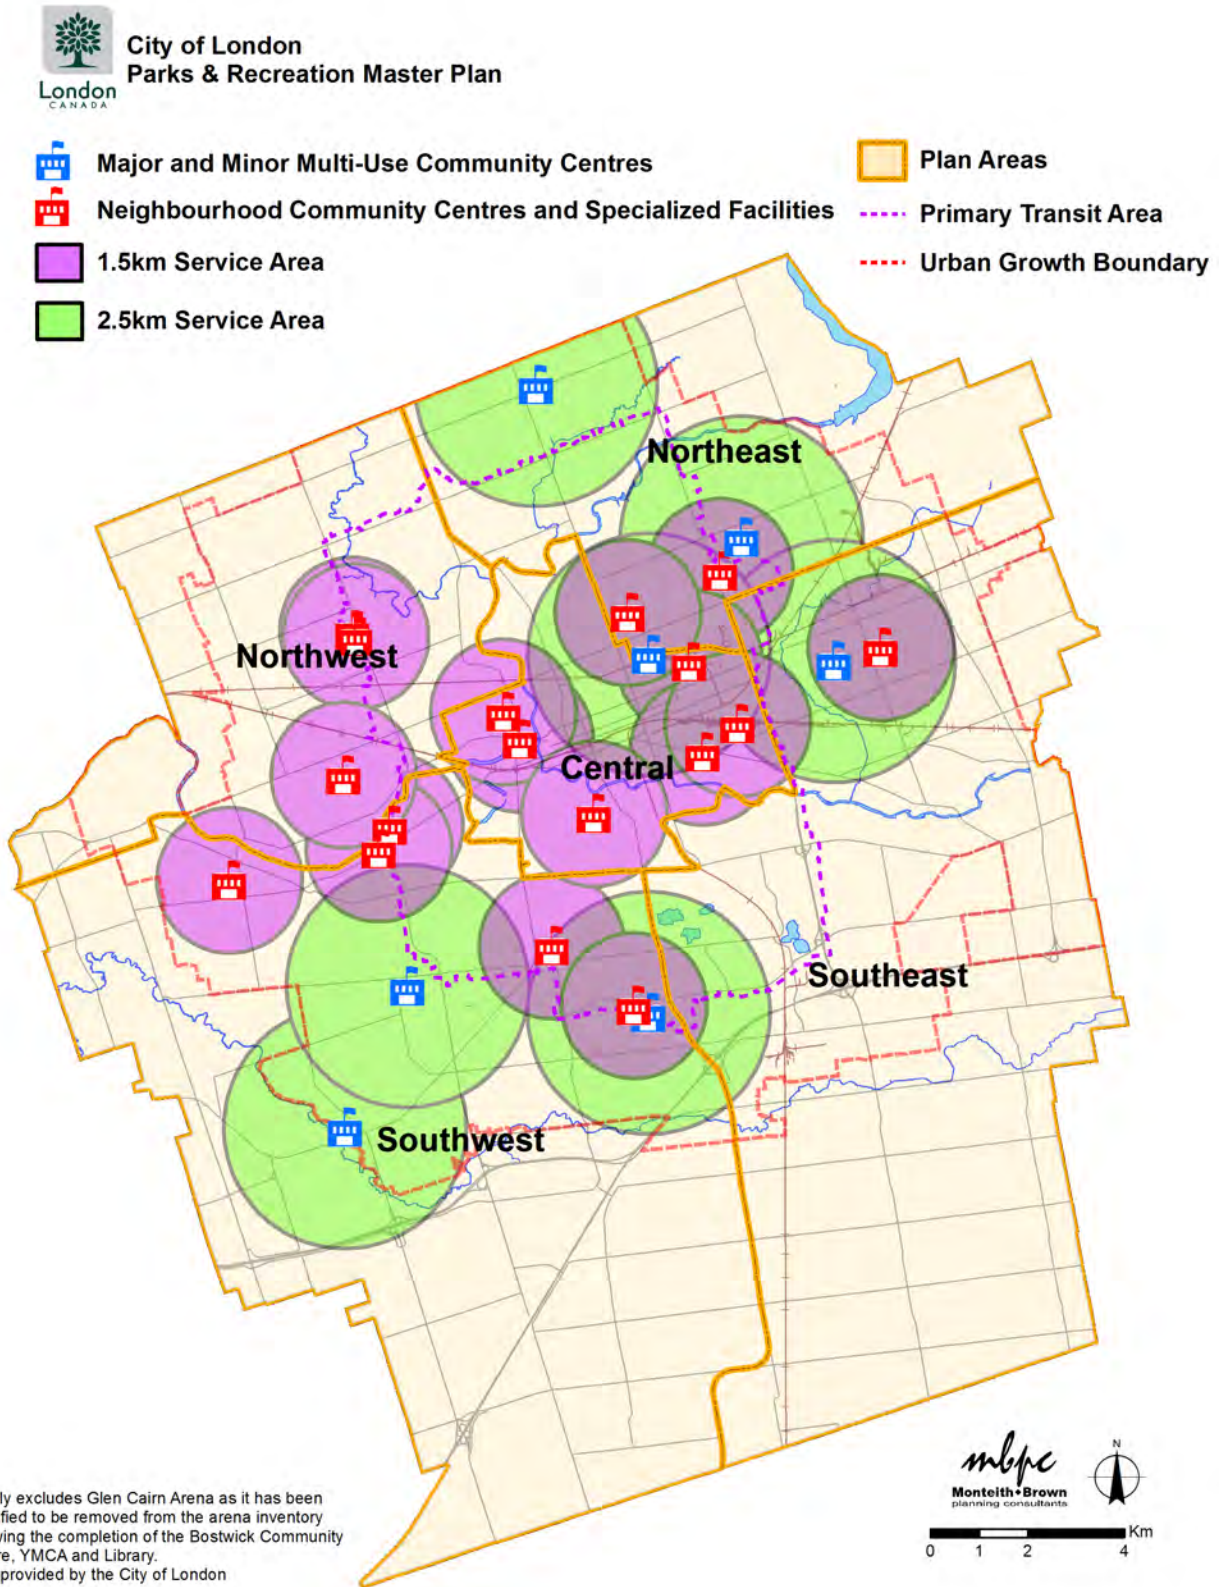 London
CANADA
City of London
Parks & Recreation Master Plan
Major and Minor Multi-Use Community Centres
Neighbourhood Community Centres and Specialized Facilities
1.5km Service Area
2.5km Service Area
Plan Areas
Primary Transit Area
Urban Growth Boundary
Northeast
Northwest
Central
Southeast
Southwest
ly excludes Glen Cairn Arena as it has been
fied to be removed from the arena inventory
ving the completion of the Bostwick Community
re, YMCA and Library.
provided by the City of London
mbpc
Monteith•Brown
planning consultants
N
Km
0 1 2 4